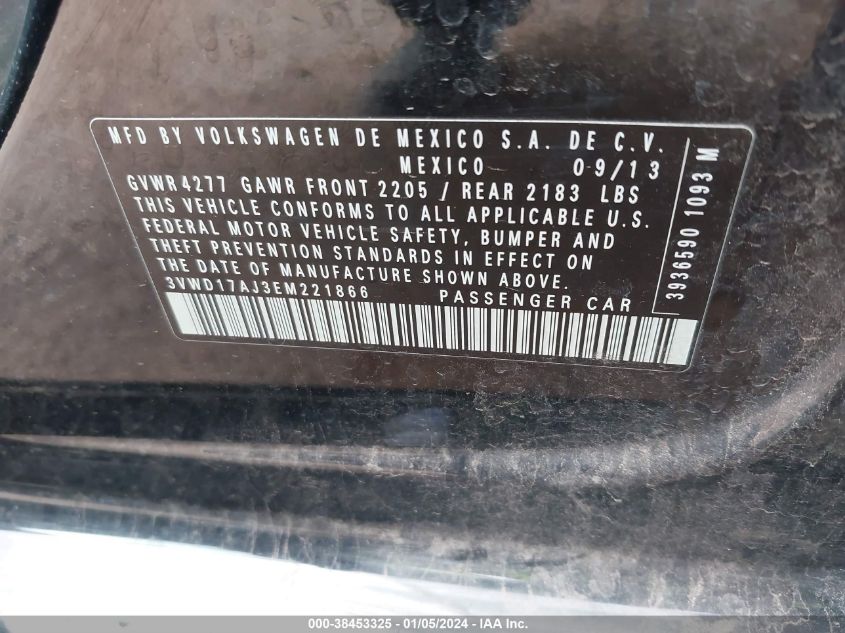 MFD BY VOLKSWAGEN DE MEXICO S.A. DE C.V.
MEXICO 09/13
GVWR4277 GAWR FRONT 2205 / REAR 2183 LBS
THIS VEHICLE CONFORMS TO ALL APPLICABLE U.S.
FEDERAL MOTOR VEHICLE SAFETY, BUMPER AND
THEFT PREVENTION STANDARDS IN EFFECT ON
THE DATE OF MANUFACTURE SHOWN ABOVE.
3VWD17AJ3EM221866 PASSENGER CAR
3936590 1093 M
000-38453325 - 01/05/2024 - IAA Inc.